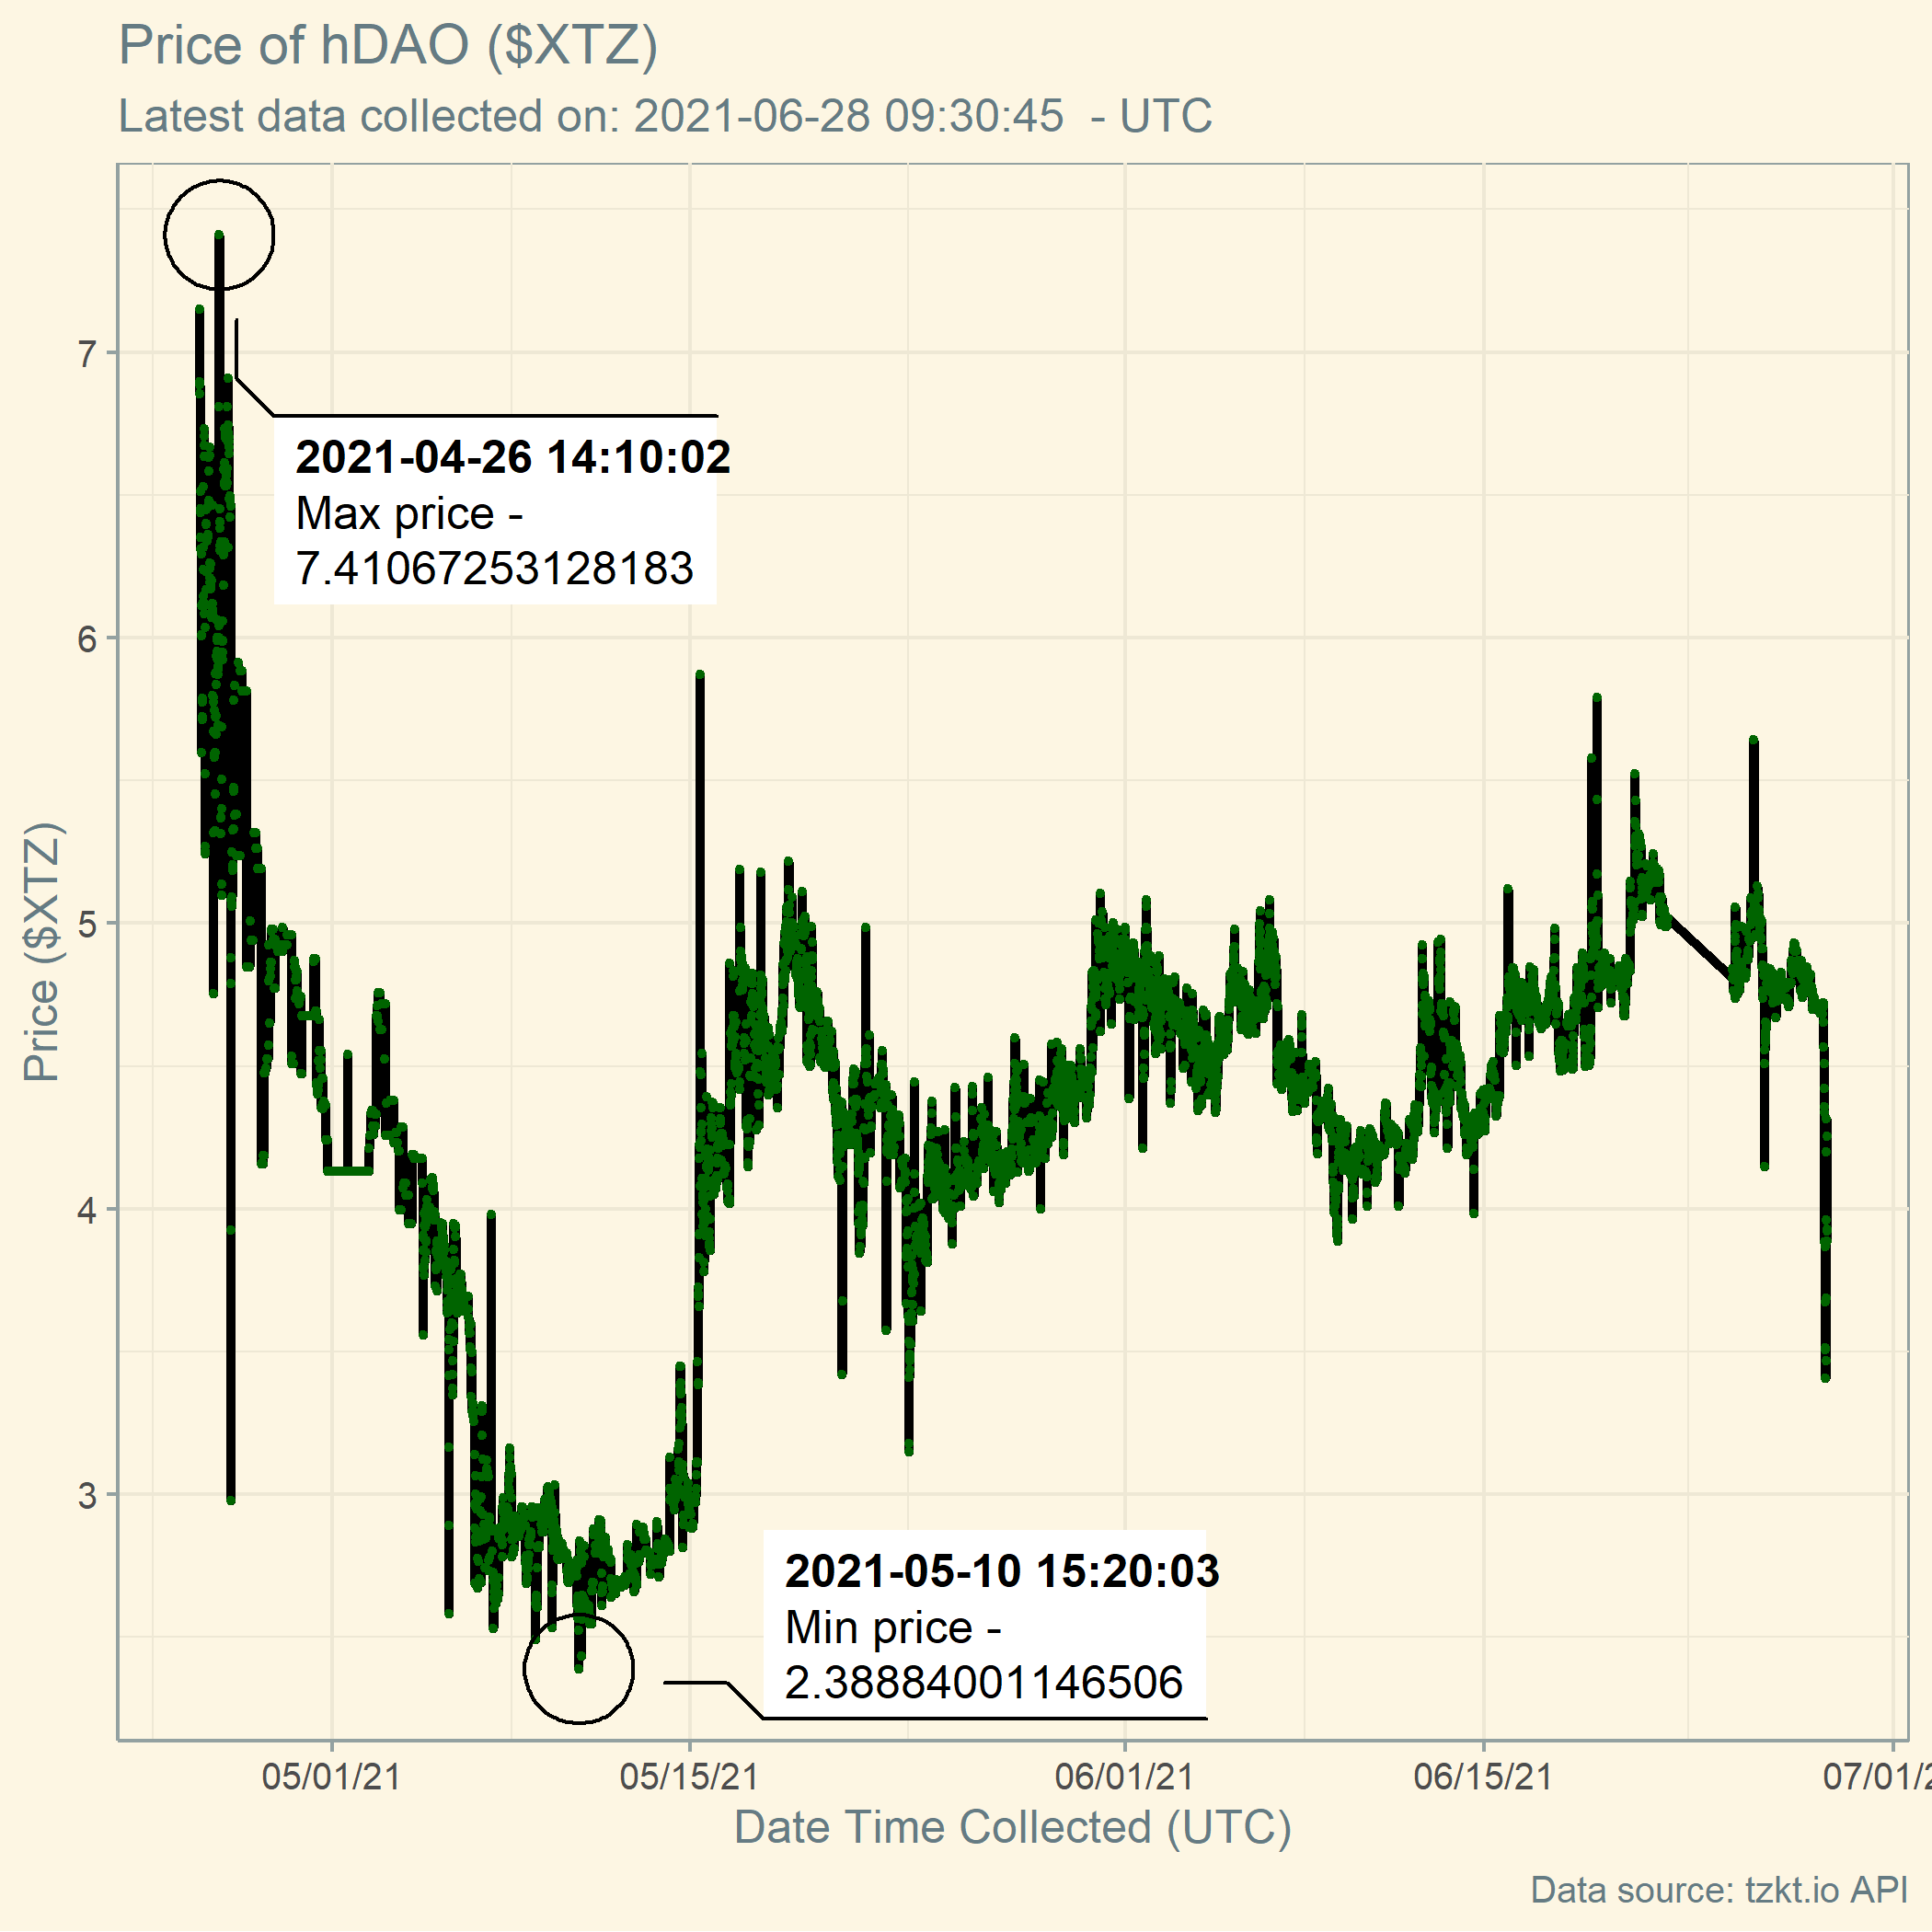 Price of hDAO ($XTZ)
Latest data collected on: 2021-06-28 09:30:45  - UTC
7
6
5
4
3
Price ($XTZ)
2021-04-26 14:10:02
Max price -
7.41067253128183
2021-05-10 15:20:03
Min price -
2.38884001146506
05/01/21
05/15/21
06/01/21
06/15/21
07/01/2
Date Time Collected (UTC)
Data source: tzkt.io API